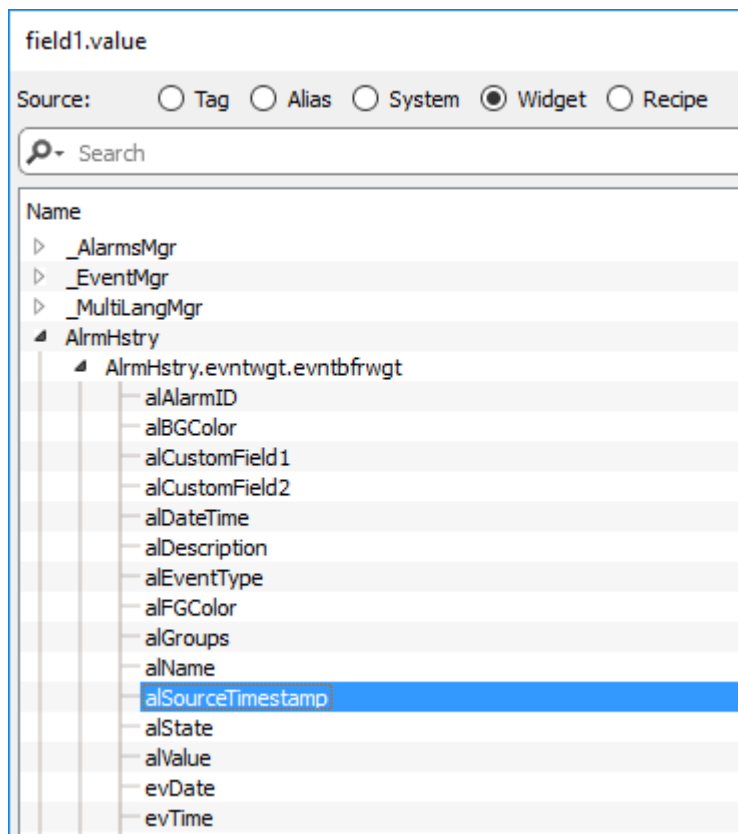 field1.value
Source: Tag Alias System Widget Recipe
Search
Name
_AlarmsMgr
_EventMgr
_MultiLangMgr
AlrmHstry
AlrmHstry.evntwgt.evntbfrwgt
alAlarmID
alBGColor
alCustomField1
alCustomField2
alDateTime
alDescription
alEventType
alFGColor
alGroups
alName
alSourceTimestamp
alState
alValue
evDate
evTime